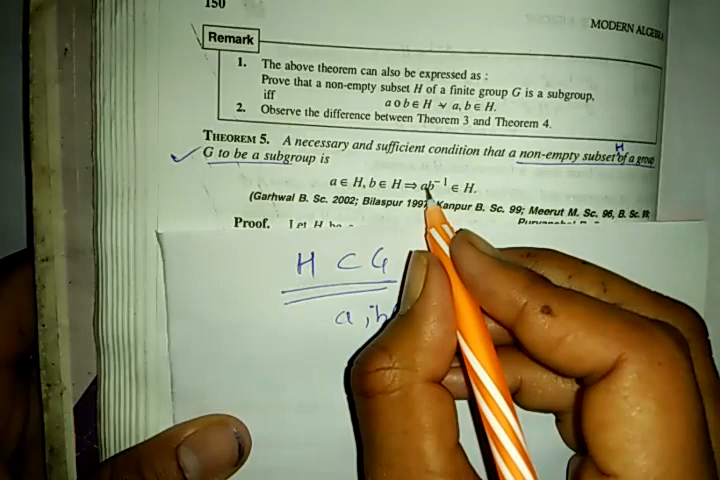 150
MODERN ALGEBRA
Remark
1. The above theorem can also be expressed as :
Prove that a non-empty subset H of a finite group G is a subgroup,
iff a o b ∈ H ∀ a, b ∈ H.
2. Observe the difference between Theorem 3 and Theorem 4.
THEOREM 5. A necessary and sufficient condition that a non-empty subset H of a group
G to be a subgroup is
a ∈ H, b ∈ H ⇒ ab⁻¹ ∈ H.
(Garhwal B. Sc. 2002; Bilaspur 1997; Kanpur B. Sc. 99; Meerut M. Sc. 96, B. Sc.
Proof. Let H be
H ⊂ G
a, b